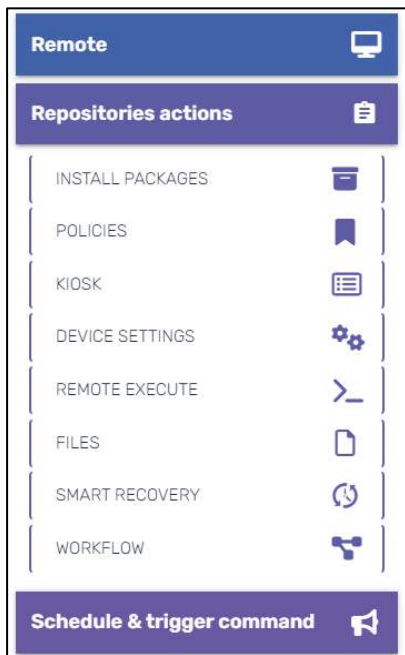 Remote
Repositories actions
INSTALL PACKAGES
POLICIES
KIOSK
DEVICE SETTINGS
REMOTE EXECUTE
FILES
SMART RECOVERY
WORKFLOW
Schedule & trigger command